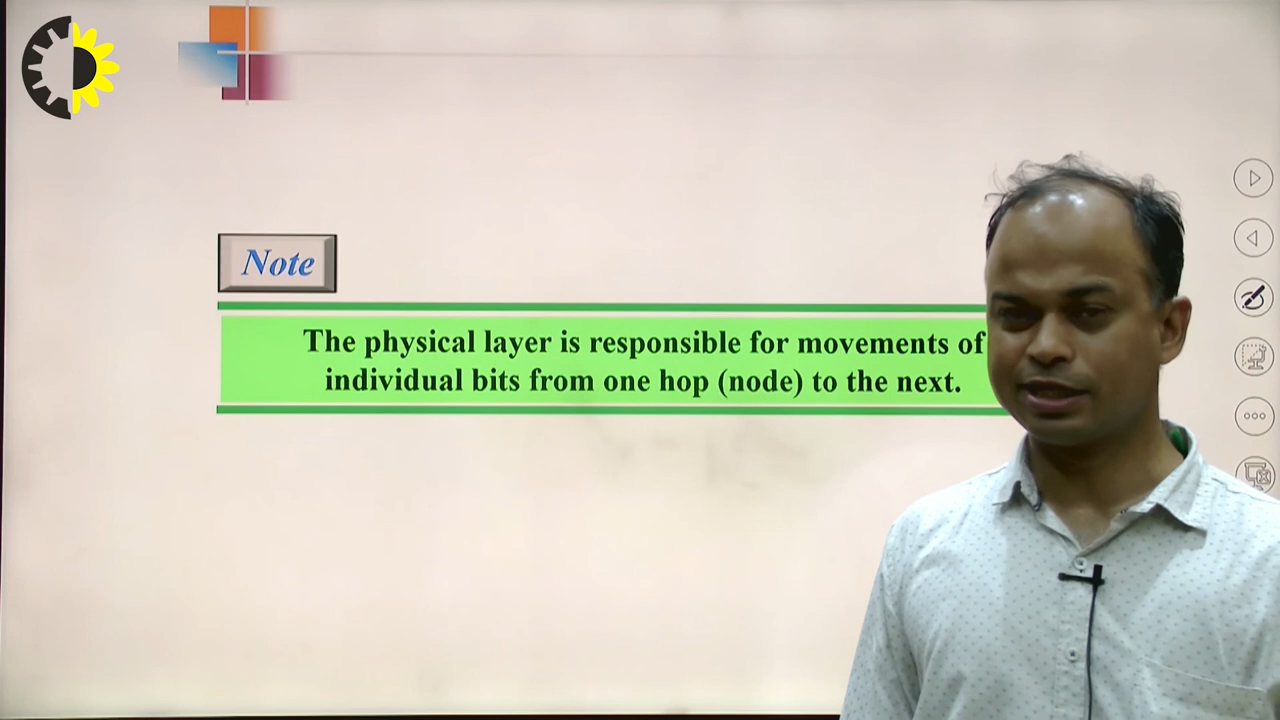 Note
The physical layer is responsible for movements of
individual bits from one hop (node) to the next.